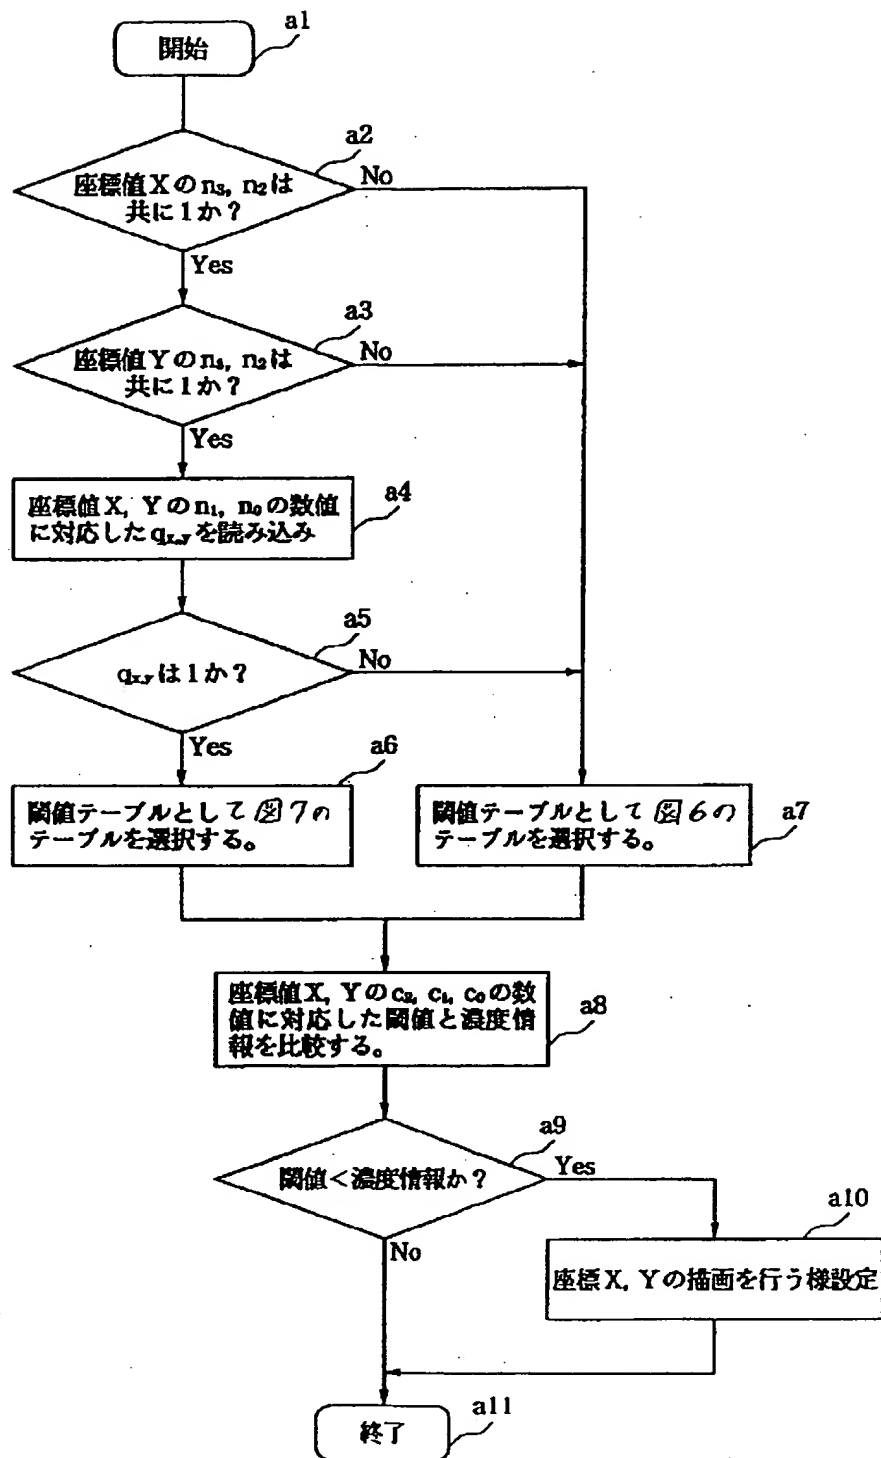 a1
開始
a2
座標値Xのn₃, n₂は
共に1か？
No
Yes
a3
座標値Yのn₃, n₂は
共に1か？
No
Yes
a4
座標値X, Yのn₁, n₀の数値
に対応したqx,yを読み込み
a5
qx,yは1か？
No
Yes
a6
閾値テーブルとして図7の
テーブルを選択する。
閾値テーブルとして図6の
テーブルを選択する。
a7
座標値X, Yのc₂, c₁, c₀の数
値に対応した閾値と濃度情
報を比較する。
a8
a9
閾値＜濃度情報か？
Yes
No
a10
座標X, Yの描画を行う様設定
a11
終了